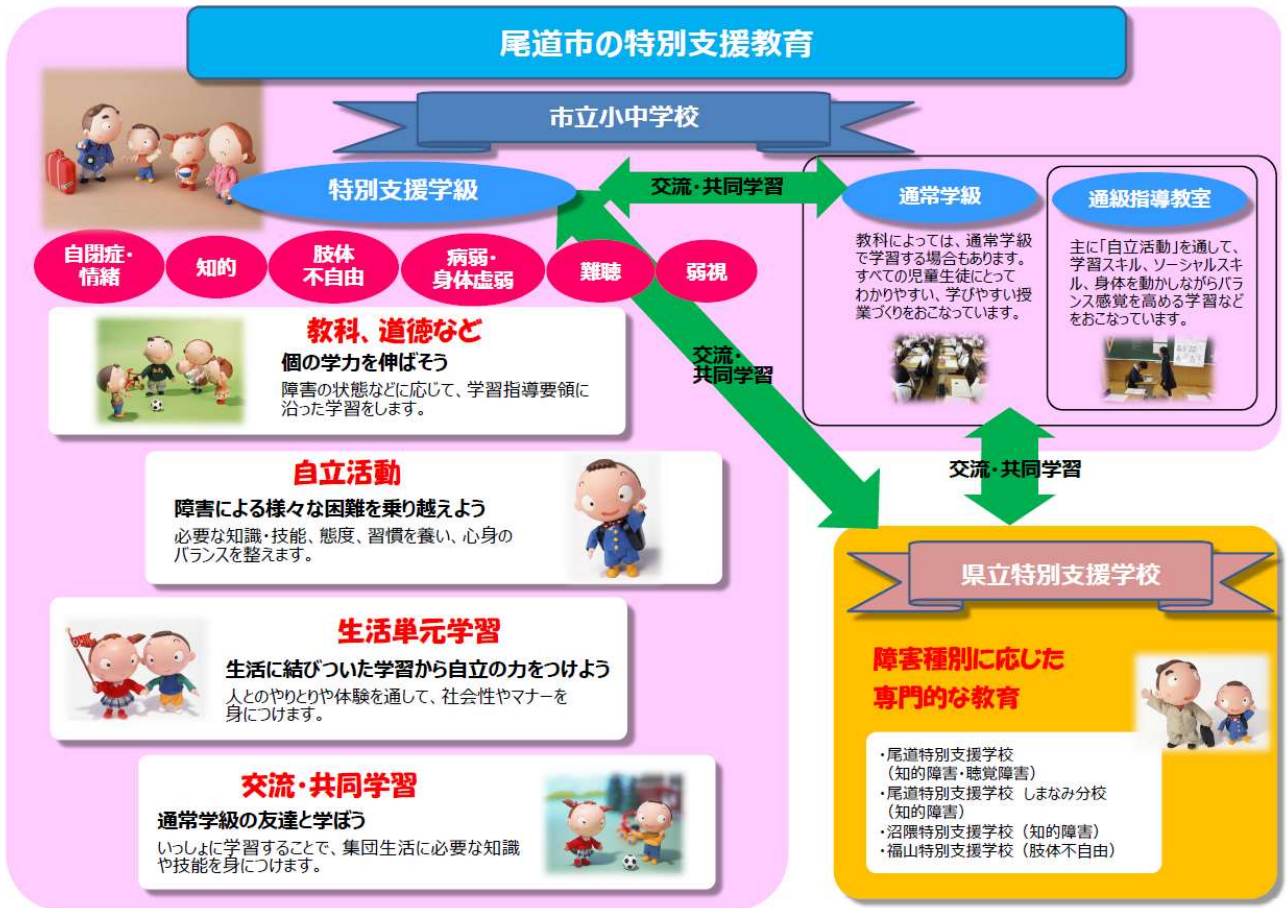 尾道市の特別支援教育
市立小中学校
特別支援学級
交流・共同学習
通常学級
通級指導教室
自閉症・
情緒
知的
肢体
不自由
病弱・
身体虚弱
難聴
弱視
教科によっては、通常学級
で学習する場合もあります。
すべての児童生徒にとって
わかりやすい、学びやすい授
業づくりをおこなっています。
主に「自立活動」を通して、
学習スキル、ソーシャルスキ
ル、身体を動かしながらバラ
ンス感覚を高める学習など
をおこなっています。
教科、道徳など
個の学力を伸ばそう
障害の状態などに応じて、学習指導要領に
沿った学習をします。
交流・
共同学習
自立活動
障害による様々な困難を乗り越えよう
必要な知識・技能、態度、習慣を養い、心身の
バランスを整えます。
交流・共同学習
生活単元学習
生活に結びついた学習から自立の力をつけよう
人とのやりとりや体験を通して、社会性やマナーを
身につけます。
交流・共同学習
通常学級の友達と学ぼう
いっしょに学習することで、集団生活に必要な知識
や技能を身につけます。
県立特別支援学校
障害種別に応じた
専門的な教育
・尾道特別支援学校
（知的障害・聴覚障害）
・尾道特別支援学校 しまなみ分校
（知的障害）
・沼隈特別支援学校（知的障害）
・福山特別支援学校（肢体不自由）